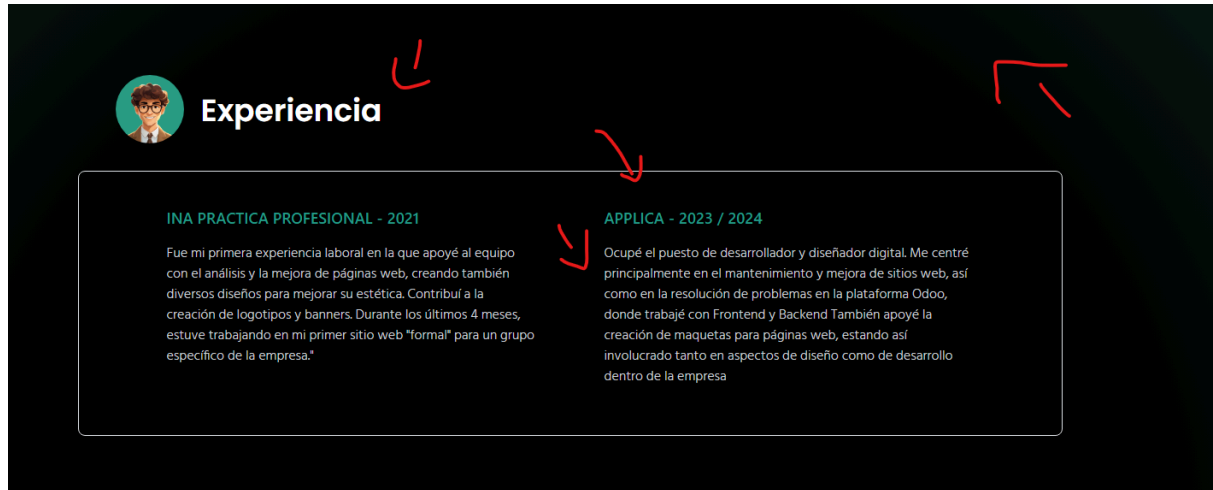 Experiencia
INA PRACTICA PROFESIONAL - 2021
Fue mi primera experiencia laboral en la que apoyé al equipo
con el análisis y la mejora de páginas web, creando también
diversos diseños para mejorar su estética. Contribuí a la
creación de logotipos y banners. Durante los últimos 4 meses,
estuve trabajando en mi primer sitio web "formal" para un grupo
específico de la empresa."
APPLICA - 2023 / 2024
Ocupé el puesto de desarrollador y diseñador digital. Me centré
principalmente en el mantenimiento y mejora de sitios web, así
como en la resolución de problemas en la plataforma Odoo,
donde trabajé con Frontend y Backend También apoyé la
creación de maquetas para páginas web, estando así
involucrado tanto en aspectos de diseño como de desarrollo
dentro de la empresa